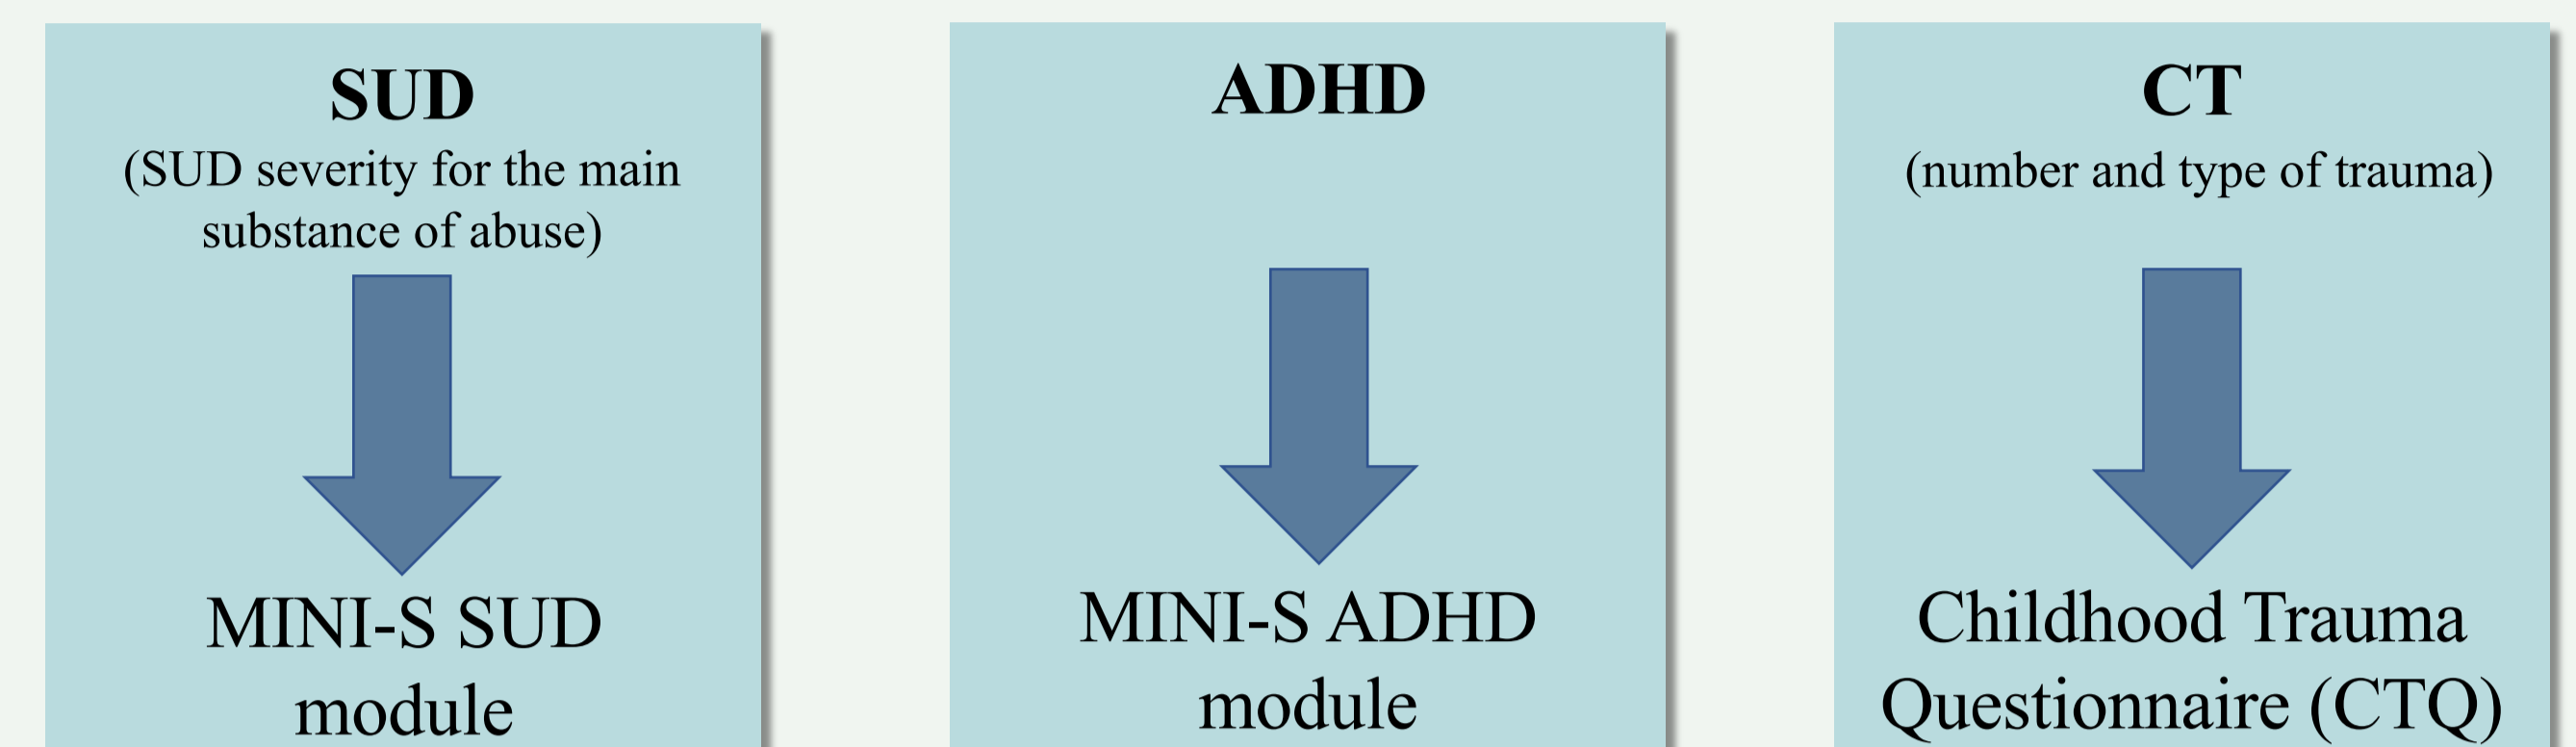 SUD
(SUD severity for the main
substance of abuse)
MINI-S SUD
module
ADHD
MINI-S ADHD
module
CT
(number and type of trauma)
Childhood Trauma
Questionnaire (CTQ)